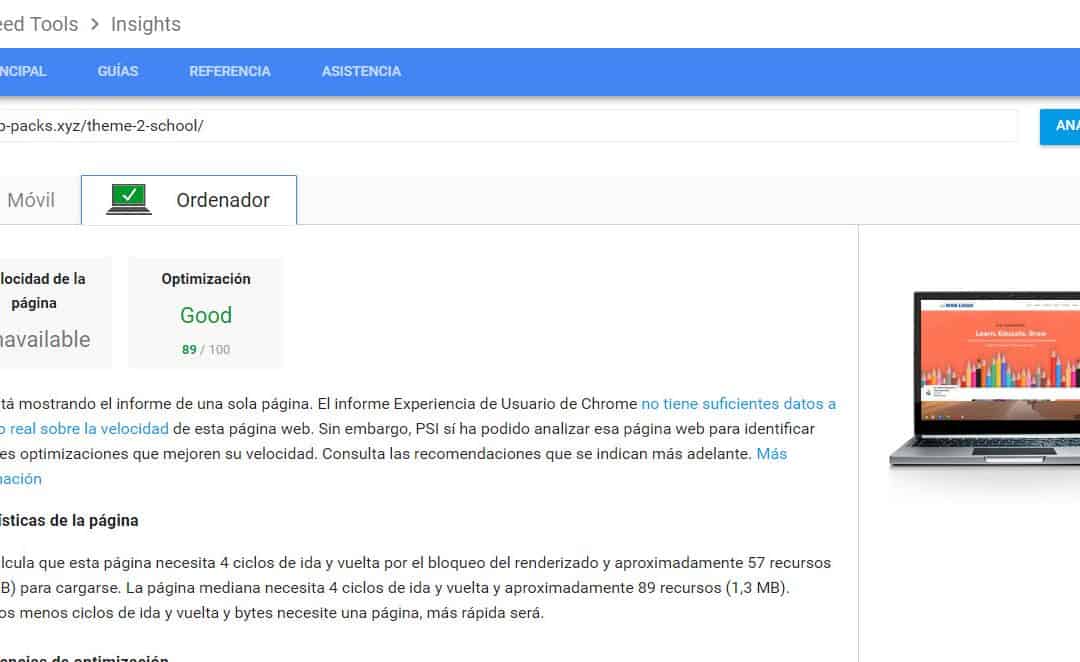 eed Tools > Insights
NCIPAL GUÍAS REFERENCIA ASISTENCIA
p-packs.xyz/theme-2-school/
ANA
Móvil Ordenador
locidad de la
página
navailable
Optimización
Good
89 / 100
tá mostrando el informe de una sola página. El informe Experiencia de Usuario de Chrome no tiene suficientes datos a
o real sobre la velocidad de esta página web. Sin embargo, PSI sí ha podido analizar esa página web para identificar
es optimizaciones que mejoren su velocidad. Consulta las recomendaciones que se indican más adelante. Más
nación
ísticas de la página
lcula que esta página necesita 4 ciclos de ida y vuelta por el bloqueo del renderizado y aproximadamente 57 recursos
B) para cargarse. La página mediana necesita 4 ciclos de ida y vuelta y aproximadamente 89 recursos (1,3 MB).
os menos ciclos de ida y vuelta y bytes necesite una página, más rápida será.
encias de optimización
Learn. Educate. Grow